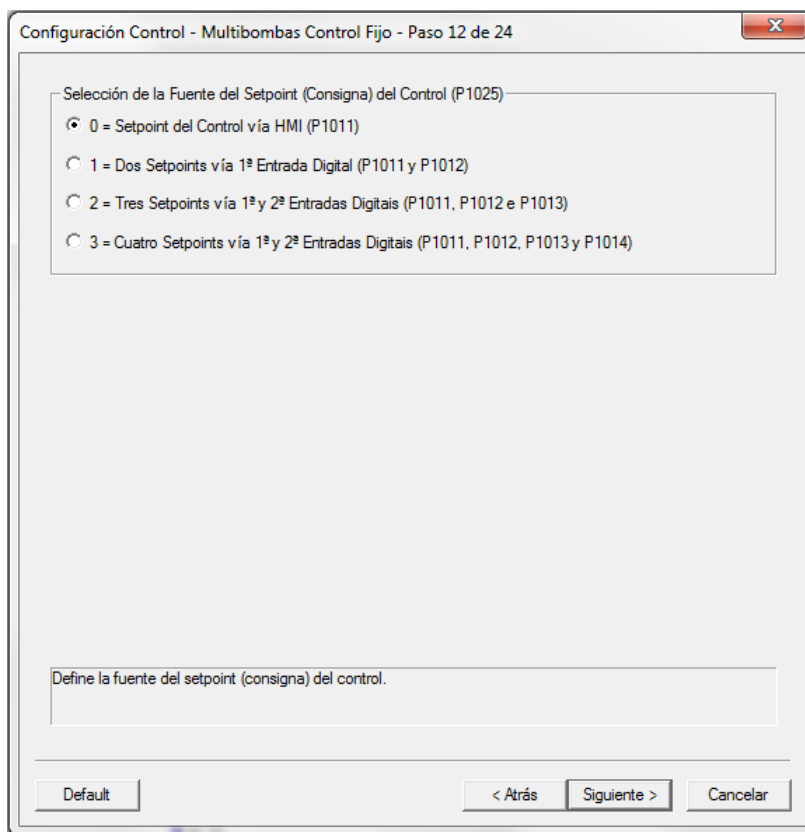 Configuración Control - Multibombas Control Fijo - Paso 12 de 24
Selección de la Fuente del Setpoint (Consigna) del Control (P1025)
0 = Setpoint del Control vía HMI (P1011)
1 = Dos Setpoints vía 1ª Entrada Digital (P1011 y P1012)
2 = Tres Setpoints vía 1ª y 2ª Entradas Digitais (P1011, P1012 e P1013)
3 = Cuatro Setpoints vía 1ª y 2ª Entradas Digitais (P1011, P1012, P1013 y P1014)
Define la fuente del setpoint (consigna) del control.
Default
< Atrás
Siguiente >
Cancelar